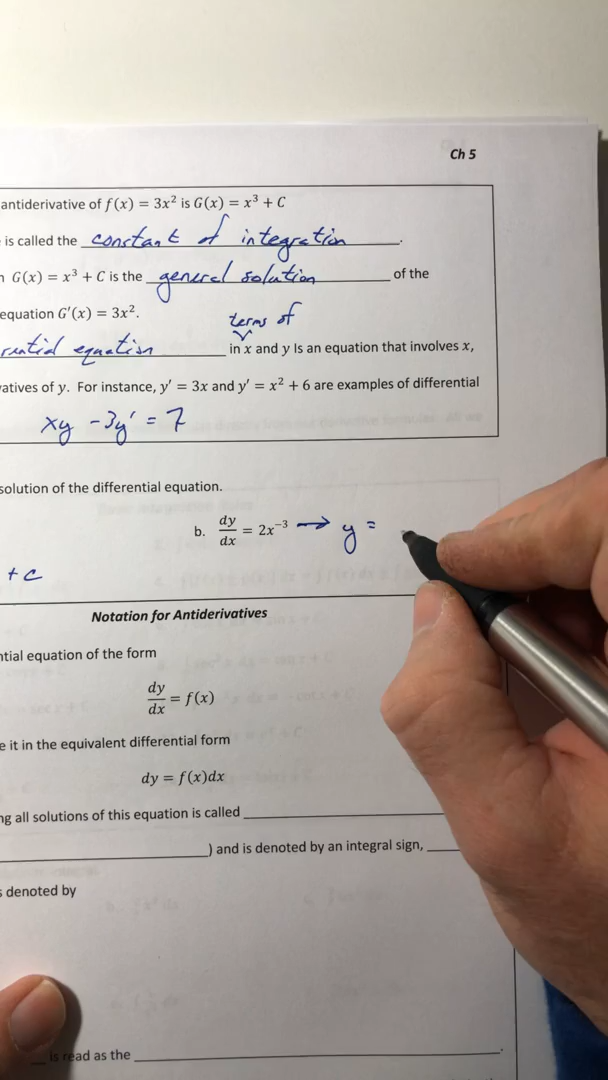 Ch 5
antiderivative of f(x) = 3x² is G(x) = x³ + C
is called the constant of integration.
G(x) = x³ + C is the general solution of the
equation G′(x) = 3x².
terms of
rential equation in x and y Is an equation that involves x,
vatives of y. For instance, y′ = 3x and y′ = x² + 6 are examples of differential
xy - 3y′ = 7
solution of the differential equation.
b. dy/dx = 2x⁻³ → y =
+ C
Notation for Antiderivatives
ntial equation of the form
dy/dx = f(x)
e it in the equivalent differential form
dy = f(x)dx
ng all solutions of this equation is called
) and is denoted by an integral sign,
s denoted by
is read as the .